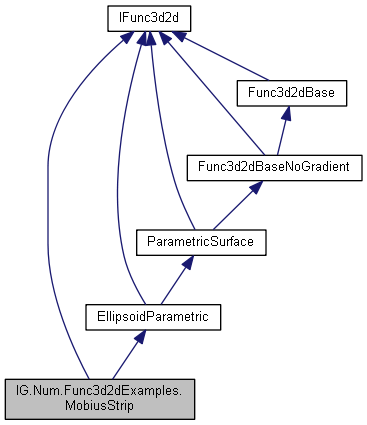 IFunc3d2d
Func3d2dBase
Func3d2dBaseNoGradient
ParametricSurface
EllipsoidParametric
IG.Num.Func3d2dExamples.
MobiusStrip